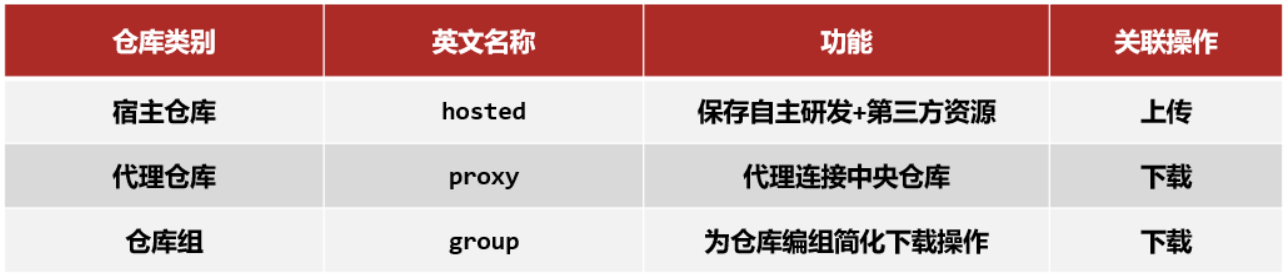 仓库类别 英文名称 功能 关联操作
宿主仓库 hosted 保存自主研发+第三方资源 上传
代理仓库 proxy 代理连接中央仓库 下载
仓库组 group 为仓库编组简化下载操作 下载